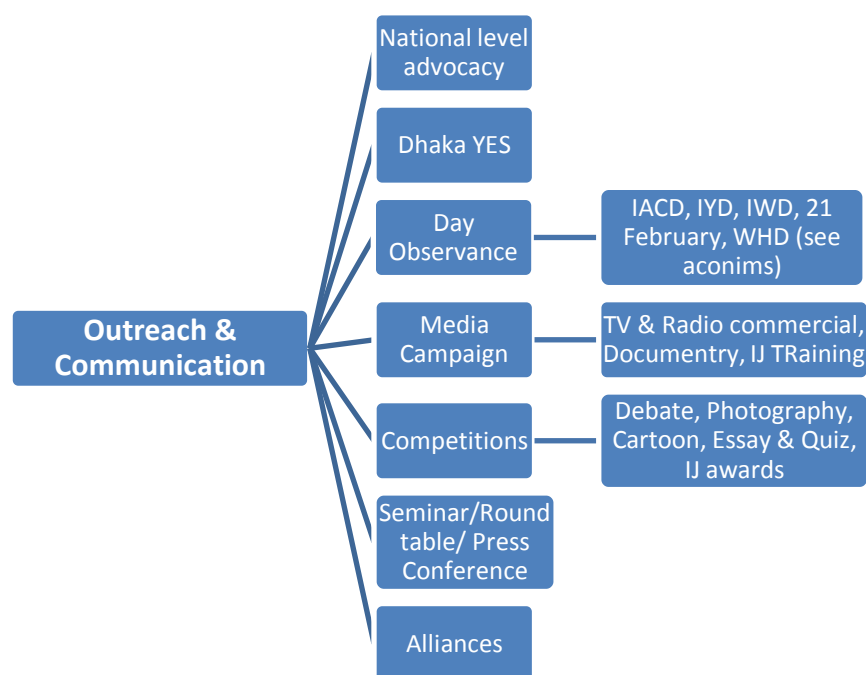 National level
advocacy
Dhaka YES
Day
Observance
IACD, IYD, IWD, 21
February, WHD (see
aconims)
Outreach &
Communication
Media
Campaign
TV & Radio commercial,
Documentry, IJ TRaining
Competitions
Debate, Photography,
Cartoon, Essay & Quiz,
IJ awards
Seminar/Round
table/ Press
Conference
Alliances